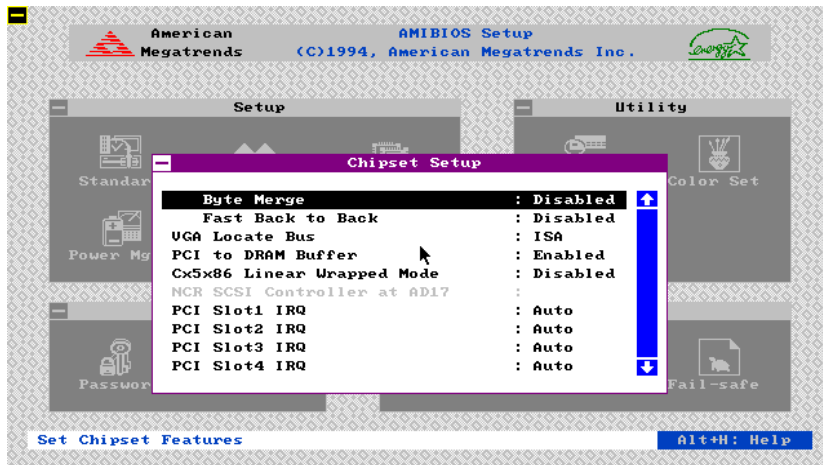 American
Megatrends
AMIBIOS Setup
(C)1994, American Megatrends Inc.
energy
Setup
Utility
Standar
Color Set
Power Mg
Chipset Setup
Byte Merge : Disabled
Fast Back to Back : Disabled
VGA Locate Bus : ISA
PCI to DRAM Buffer : Enabled
Cx5x86 Linear Wrapped Mode : Disabled
NCR SCSI Controller at AD17 :
PCI Slot1 IRQ : Auto
PCI Slot2 IRQ : Auto
PCI Slot3 IRQ : Auto
PCI Slot4 IRQ : Auto
Passwor
Fail-safe
Set Chipset Features
Alt+H: Help